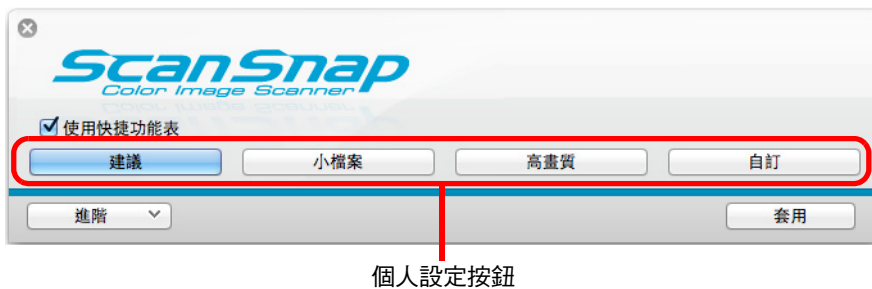 ScanSnap
Color Image Scanner
使用快捷功能表
建議 小檔案 高畫質 自訂
進階 套用
個人設定按鈕